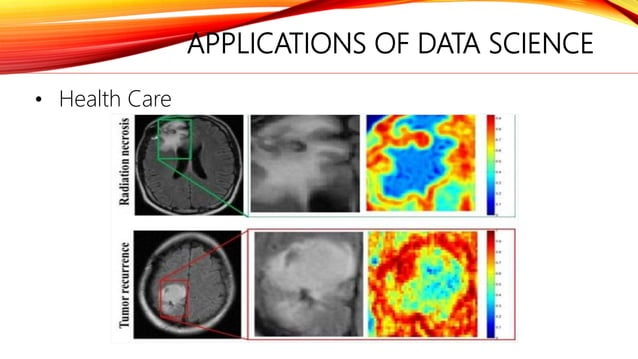 APPLICATIONS OF DATA SCIENCE
• Health Care
Radiation necrosis
Tumor recurrence